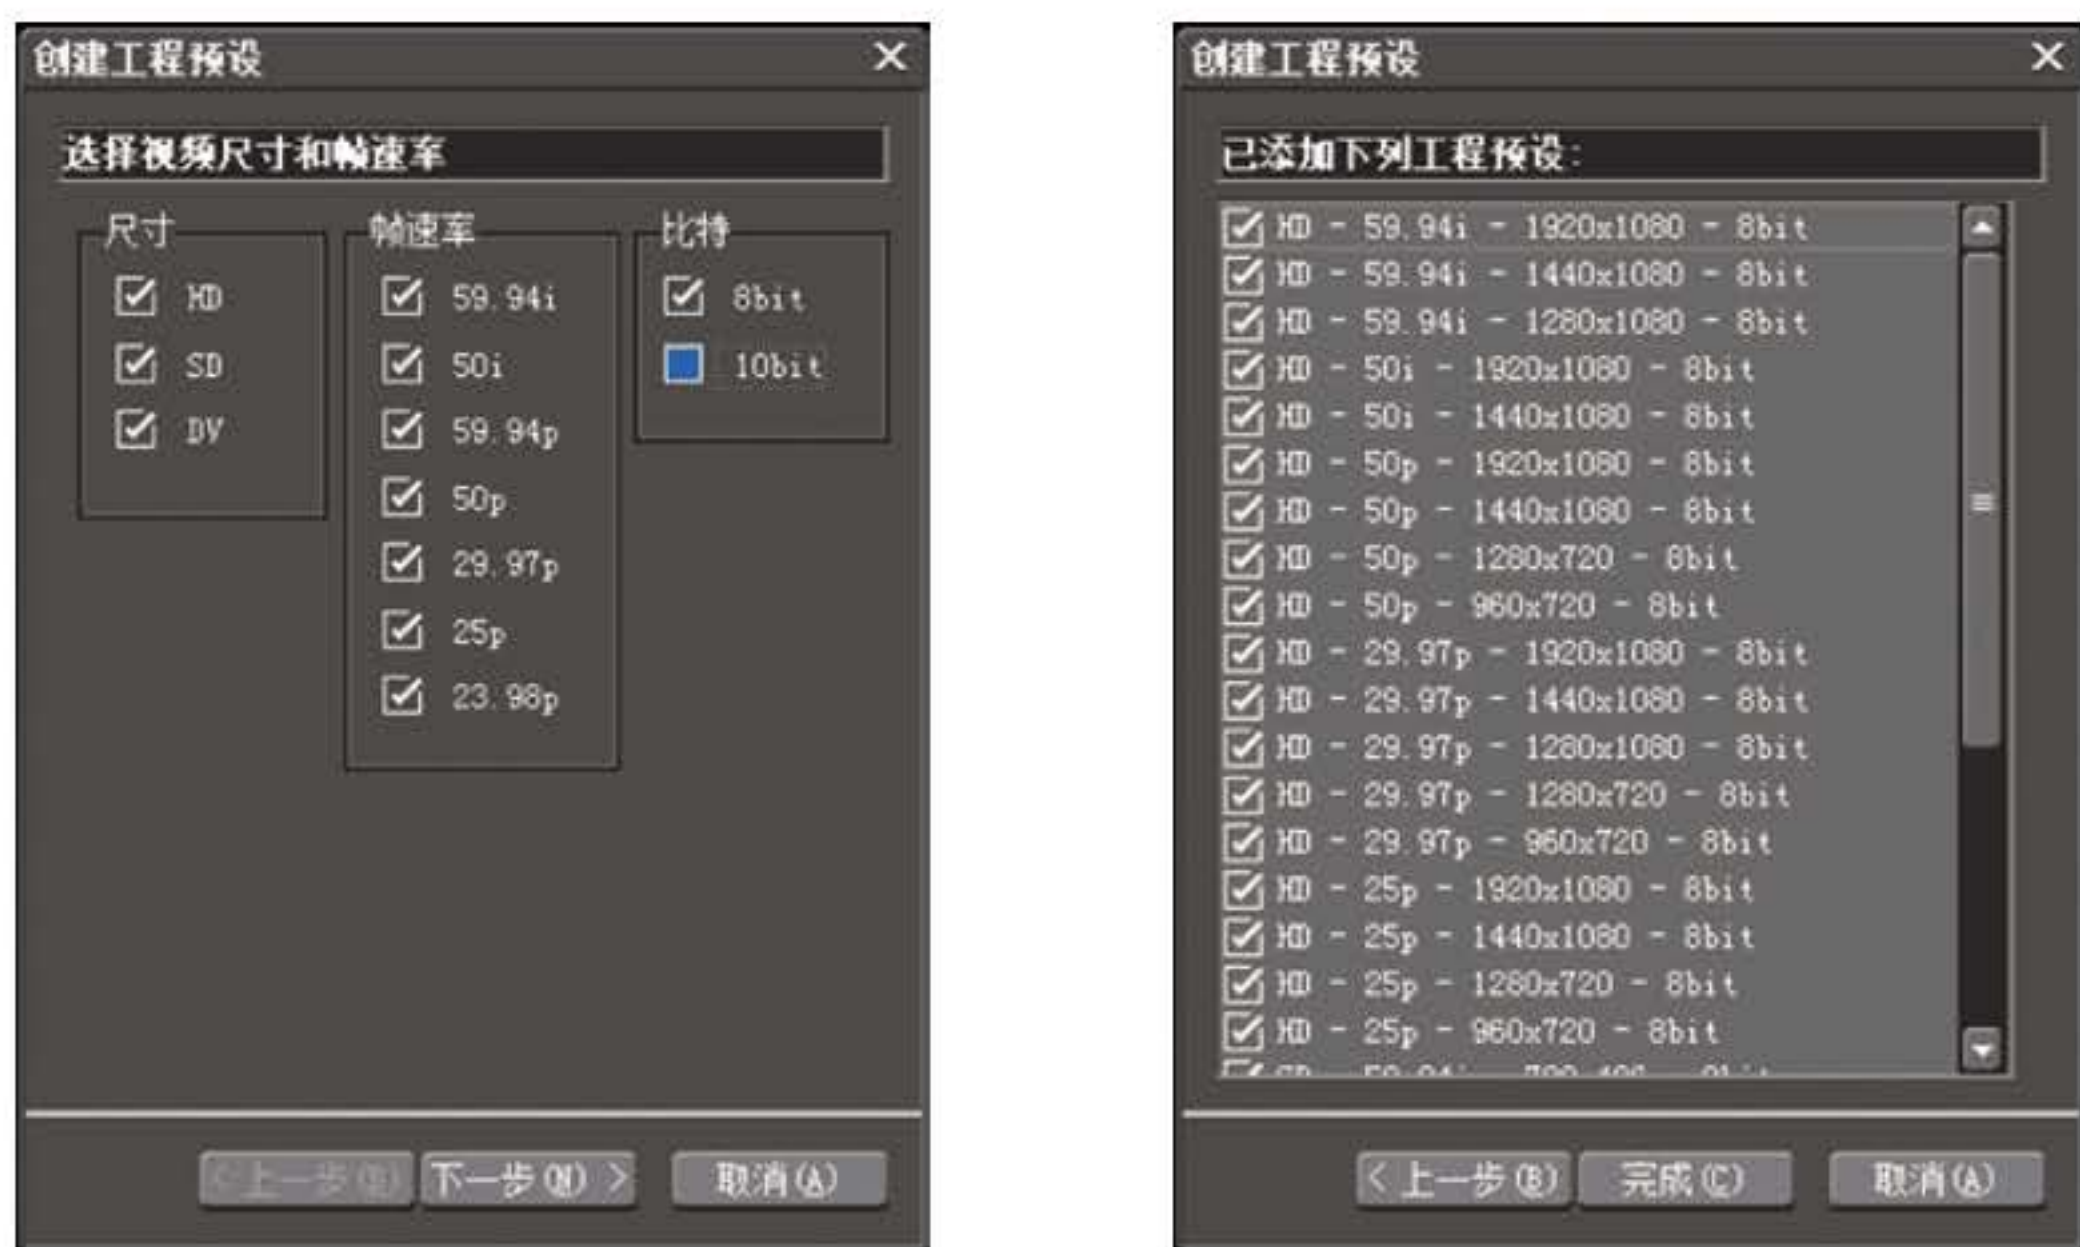 创建工程预设
选择视频尺寸和帧速率
尺寸
HD
SD
DV
帧速率
59.94i
50i
59.94p
50p
29.97p
25p
23.98p
比特
8bit
10bit
<上一步(B) 下一步(N) > 取消(A)
创建工程预设
已添加下列工程预设:
HD - 59.94i - 1920x1080 - 8bit
HD - 59.94i - 1440x1080 - 8bit
HD - 59.94i - 1280x1080 - 8bit
HD - 50i - 1920x1080 - 8bit
HD - 50i - 1440x1080 - 8bit
HD - 50p - 1920x1080 - 8bit
HD - 50p - 1440x1080 - 8bit
HD - 50p - 1280x720 - 8bit
HD - 50p - 960x720 - 8bit
HD - 29.97p - 1920x1080 - 8bit
HD - 29.97p - 1440x1080 - 8bit
HD - 29.97p - 1280x1080 - 8bit
HD - 29.97p - 1280x720 - 8bit
HD - 29.97p - 960x720 - 8bit
HD - 25p - 1920x1080 - 8bit
HD - 25p - 1440x1080 - 8bit
HD - 25p - 1280x720 - 8bit
HD - 25p - 960x720 - 8bit
< 上一步(B) 完成(C) 取消(A)